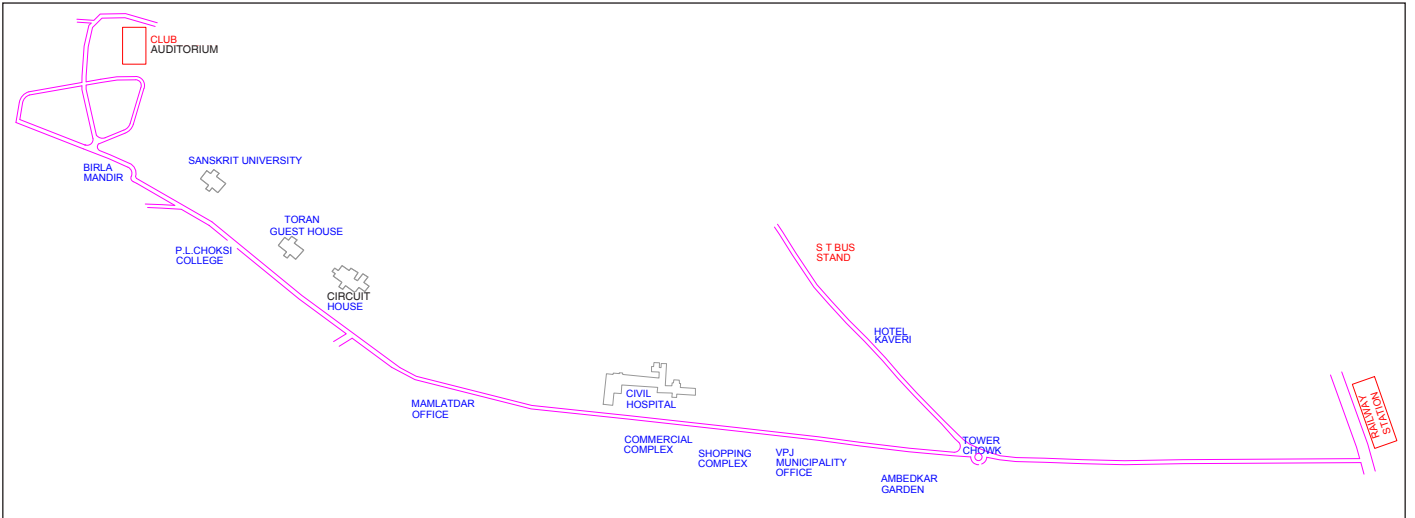 CLUB
AUDITORIUM
SANSKRIT UNIVERSITY
BIRLA
MANDIR
TORAN
GUEST HOUSE
P.L.CHOKSI
COLLEGE
S T BUS
STAND
CIRCUIT
HOUSE
HOTEL
KAVERI
CIVIL
HOSPITAL
MAMLATDAR
OFFICE
RAILWAY
STATION
COMMERCIAL
COMPLEX
SHOPPING
COMPLEX
VPJ
MUNICIPALITY
OFFICE
TOWER
CHOWK
AMBEDKAR
GARDEN